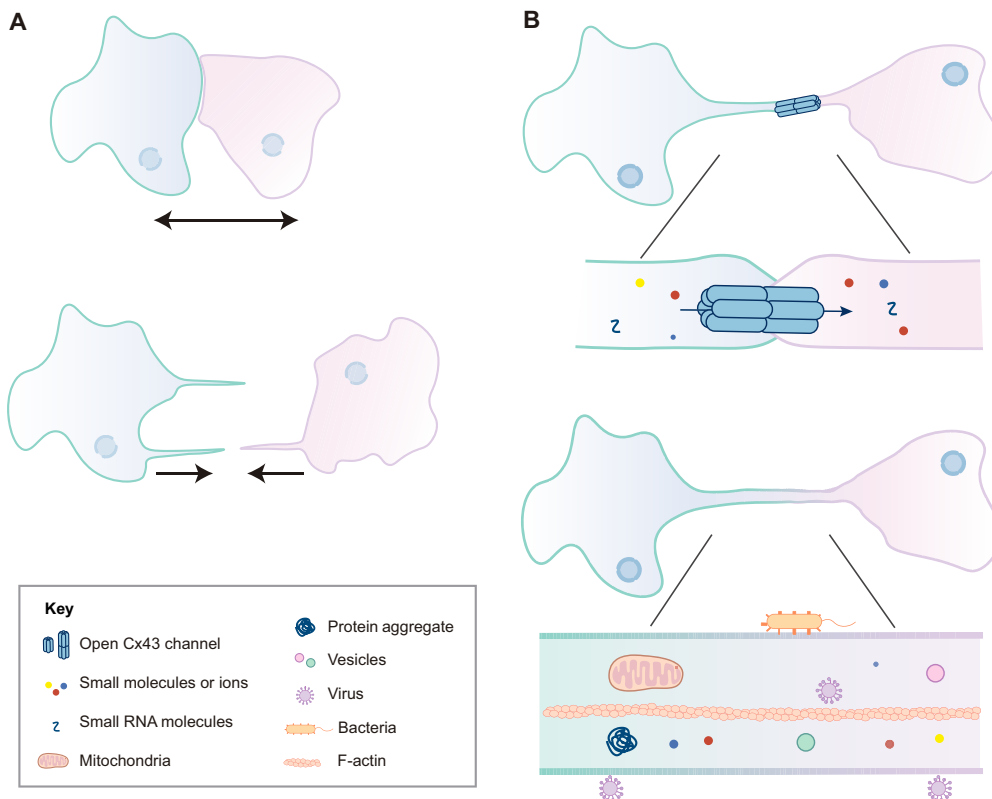 A
B
Key
Open Cx43 channel
Small molecules or ions
Small RNA molecules
Mitochondria
Protein aggregate
Vesicles
Virus
Bacteria
F-actin